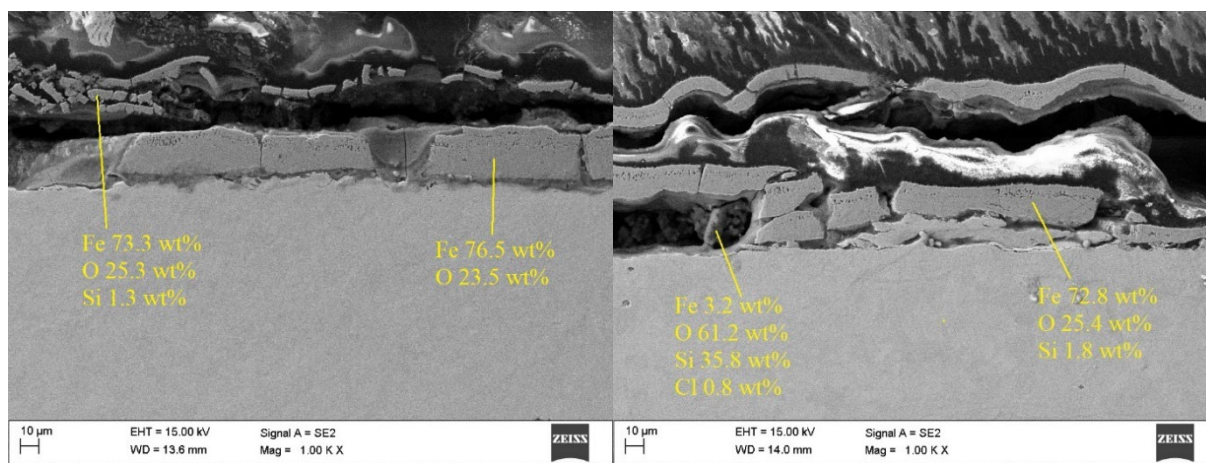 Fe 73.3 wt%
O 25.3 wt%
Si 1.3 wt%
Fe 76.5 wt%
O 23.5 wt%
10 µm
EHT = 15.00 kV
WD = 13.6 mm
Signal A = SE2
Mag = 1.00 K X
ZEISS
Fe 3.2 wt%
O 61.2 wt%
Si 35.8 wt%
Cl 0.8 wt%
Fe 72.8 wt%
O 25.4 wt%
Si 1.8 wt%
10 µm
EHT = 15.00 kV
WD = 14.0 mm
Signal A = SE2
Mag = 1.00 K X
ZEISS